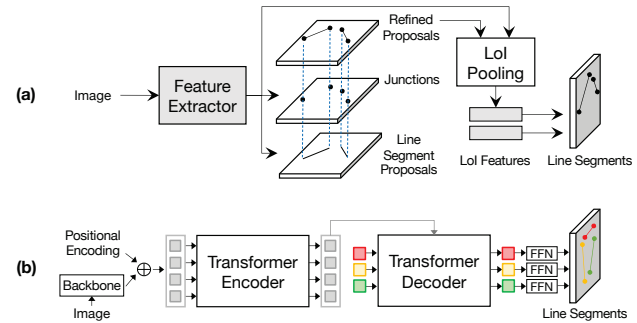 (a)
Image
Feature
Extractor
Refined
Proposals
Junctions
Line
Segment
Proposals
LoI
Pooling
LoI Features
Line Segments
(b)
Positional
Encoding
Backbone
Image
Transformer
Encoder
Transformer
Decoder
FFN
FFN
FFN
Line Segments